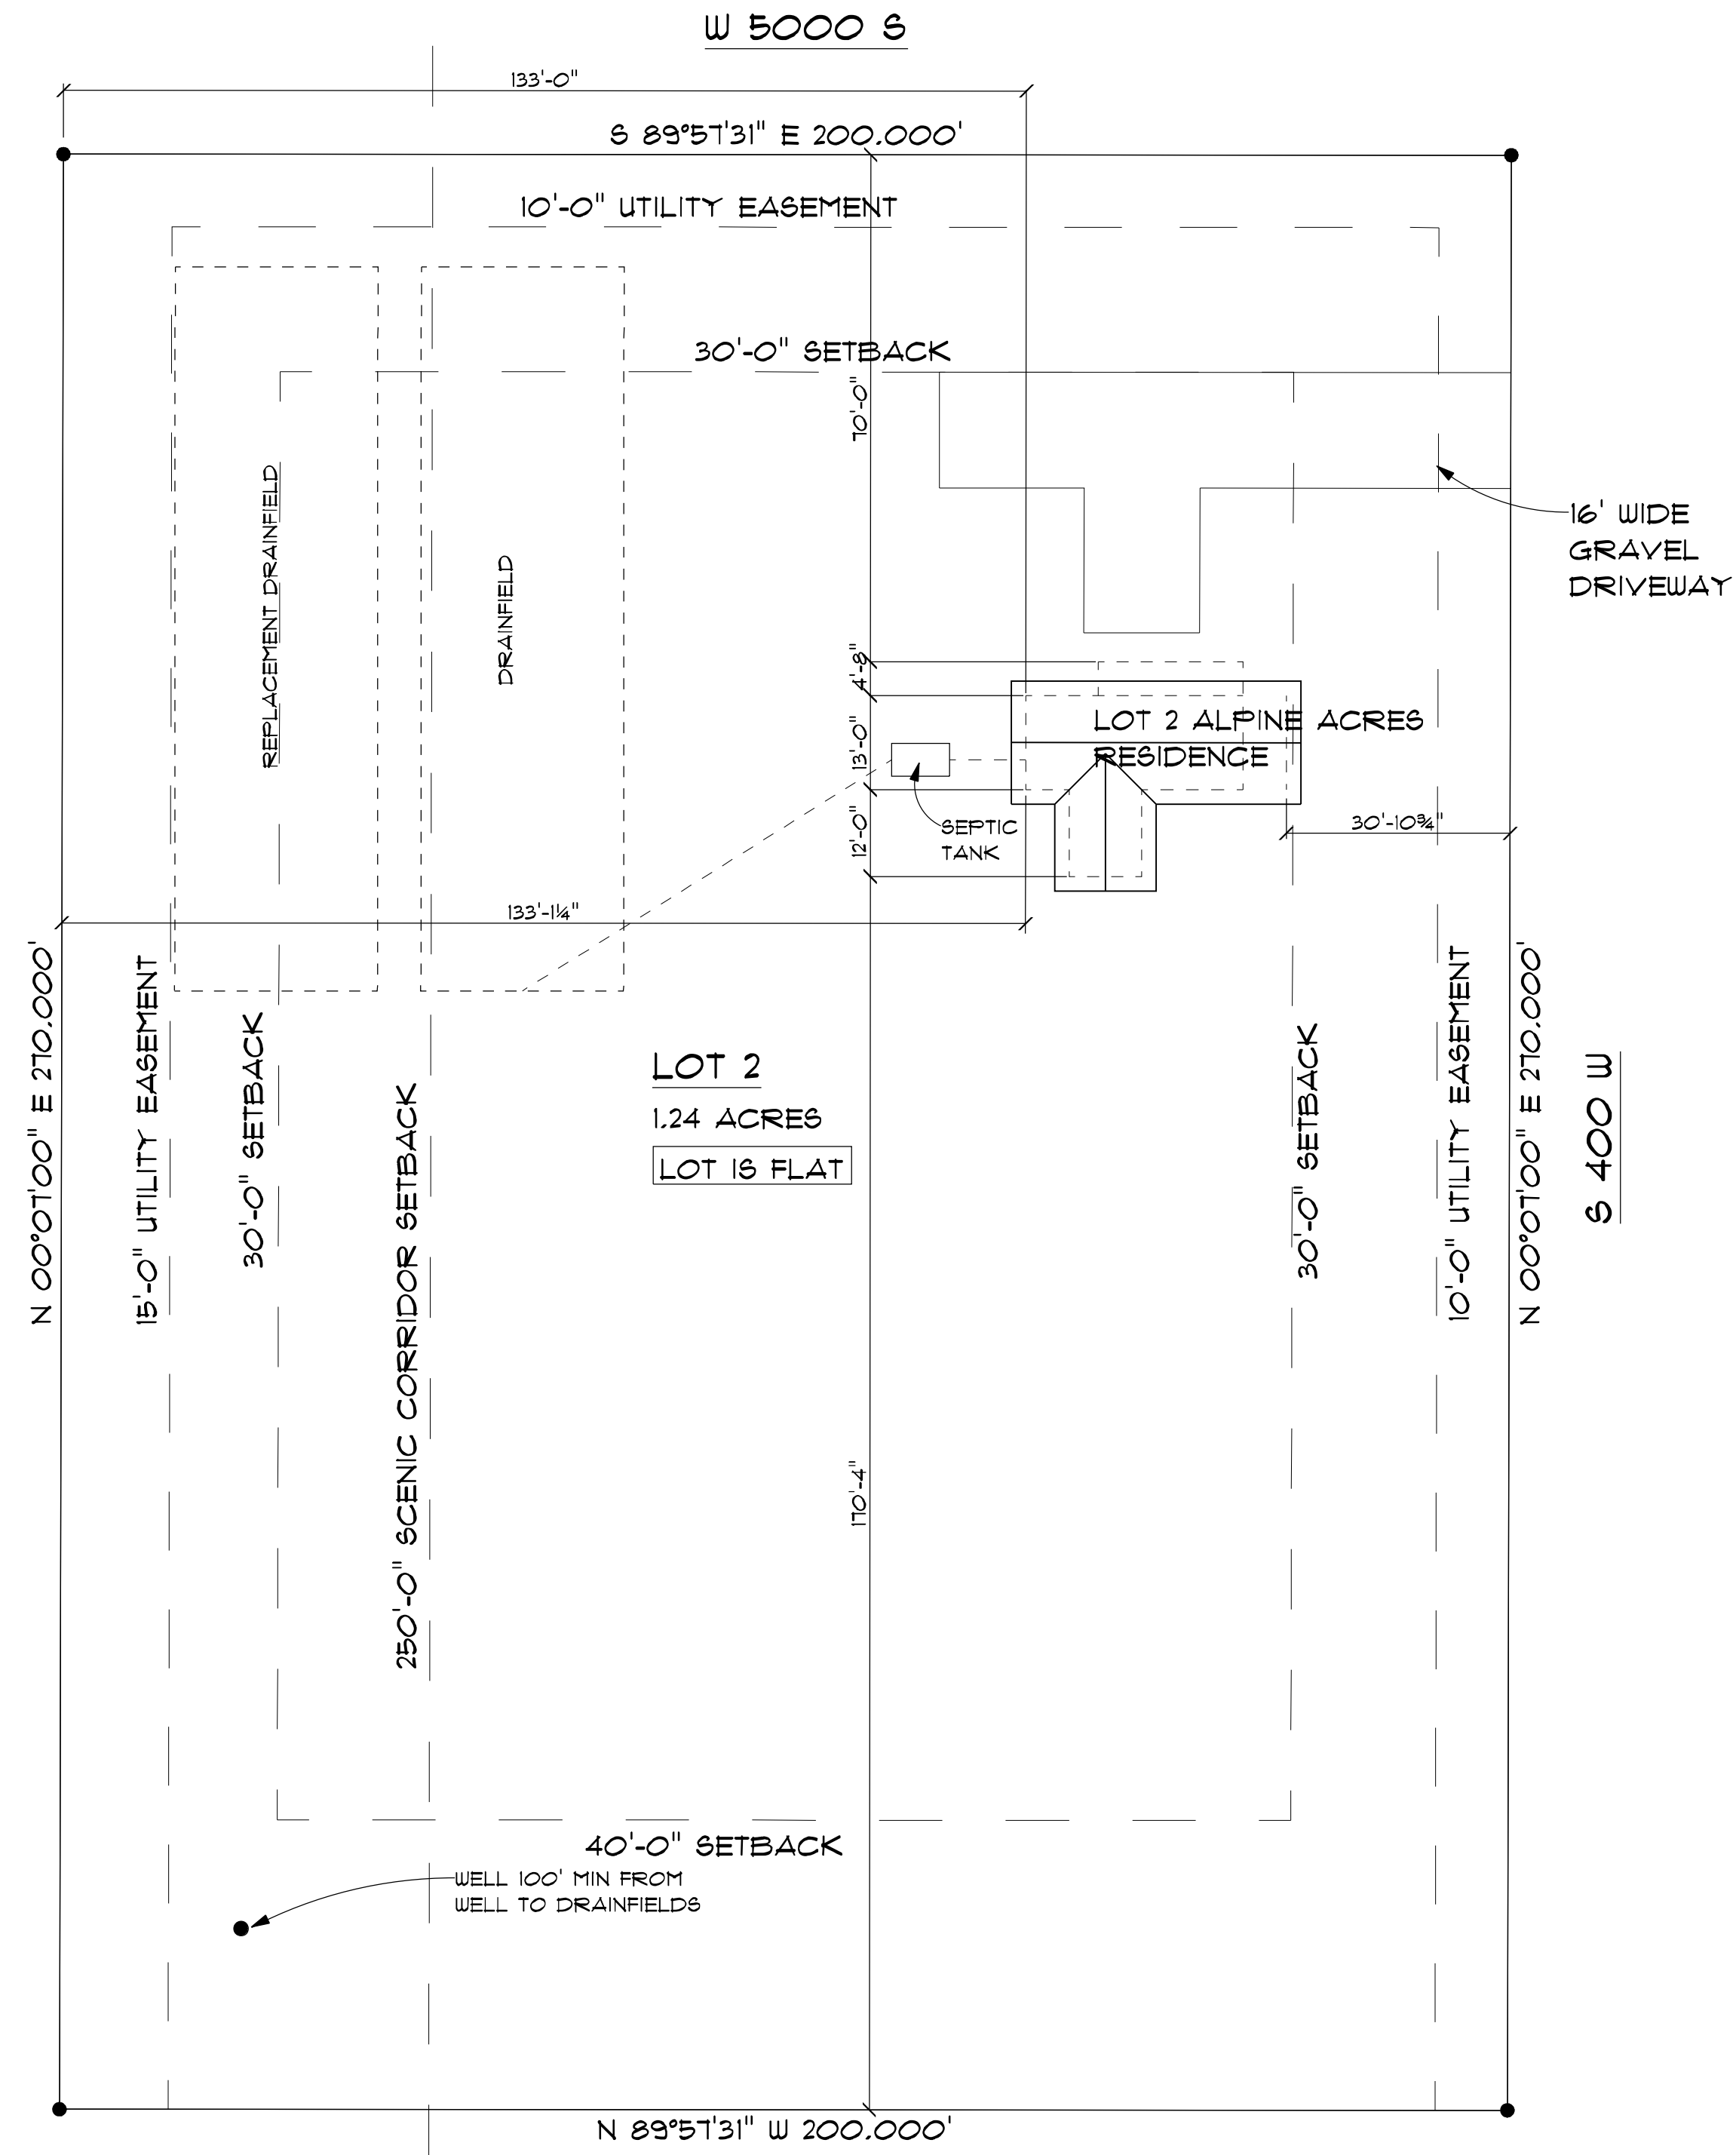 W 5000 S
133'-0"
S 89°57'31" E 200.000'
10'-0" UTILITY EASEMENT
30'-0" SETBACK
70'-0"
REPLACEMENT DRAINFIELD
DRAINFIELD
16' WIDE
GRAVEL
DRIVEWAY
4'-8"
LOT 2 ALPINE ACRES
RESIDENCE
13'-0"
SEPTIC
TANK
12'-0"
30'-10¾"
133'-1¼"
N 00°07'00" E 270.000'
15'-0" UTILITY EASEMENT
30'-0" SETBACK
250'-0" SCENIC CORRIDOR SETBACK
LOT 2
1.24 ACRES
LOT IS FLAT
30'-0" SETBACK
10'-0" UTILITY EASEMENT
N 00°07'00" E 270.000'
S 400 W
170'-4"
40'-0" SETBACK
WELL 100' MIN FROM
WELL TO DRAINFIELDS
N 89°57'31" W 200.000'